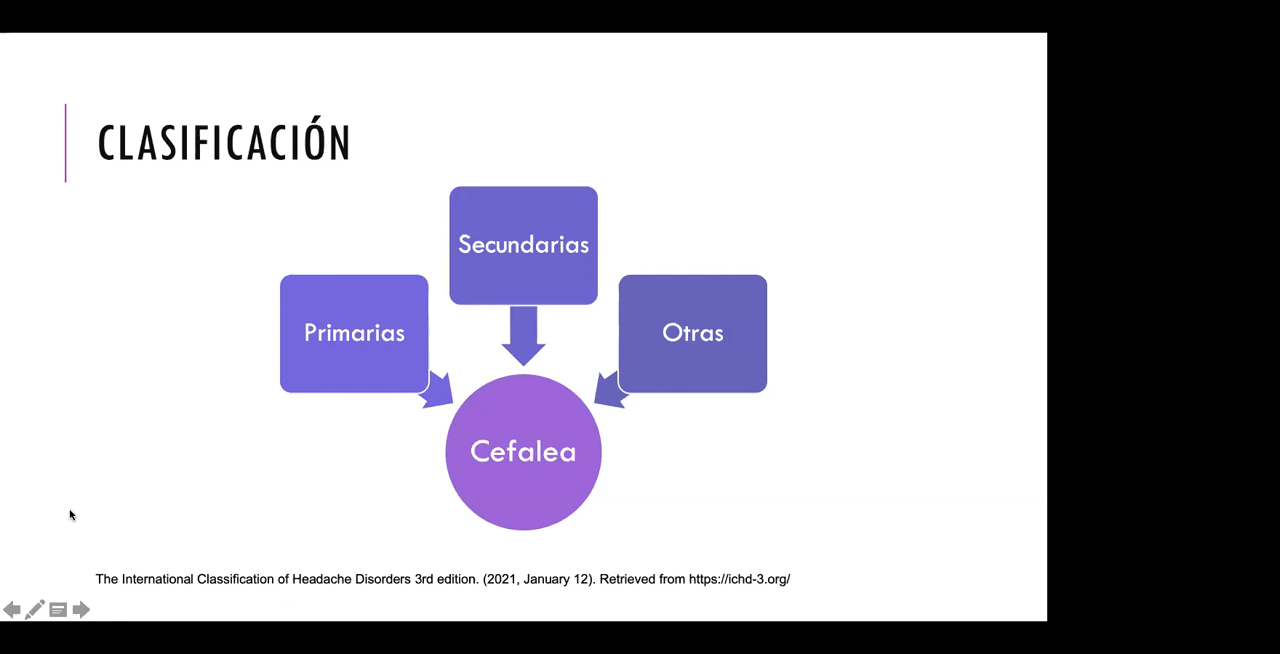 CLASIFICACIÓN
Secundarias
Primarias
Otras
Cefalea
The International Classification of Headache Disorders 3rd edition. (2021, January 12). Retrieved from https://ichd-3.org/